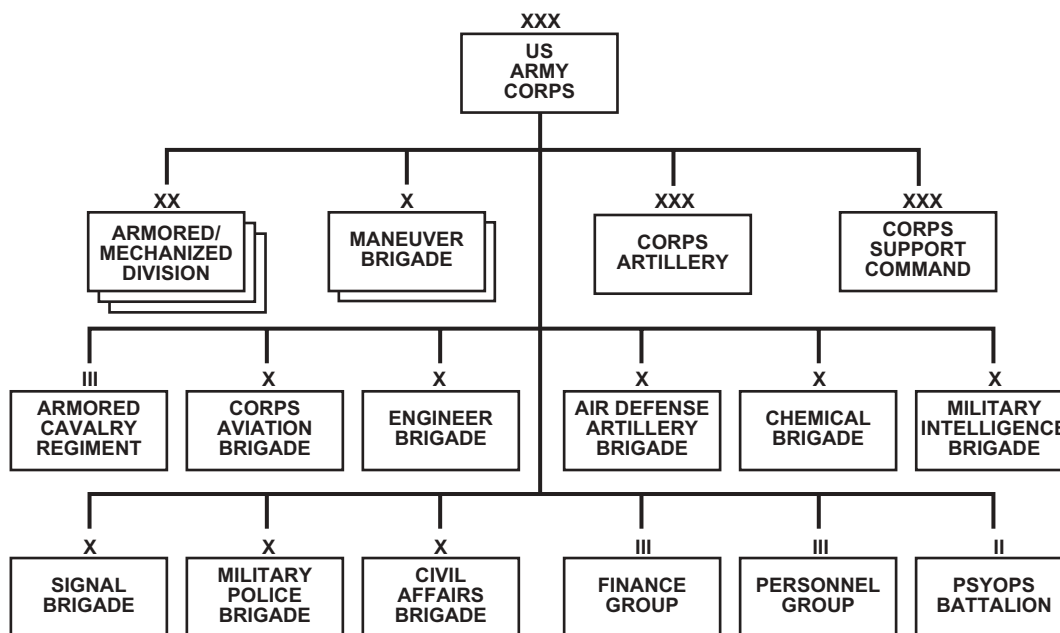 XXX
US
ARMY
CORPS
XX
ARMORED/
MECHANIZED
DIVISION
X
MANEUVER
BRIGADE
XXX
CORPS
ARTILLERY
XXX
CORPS
SUPPORT
COMMAND
III
ARMORED
CAVALRY
REGIMENT
X
CORPS
AVIATION
BRIGADE
X
ENGINEER
BRIGADE
X
AIR DEFENSE
ARTILLERY
BRIGADE
X
CHEMICAL
BRIGADE
X
MILITARY
INTELLIGENCE
BRIGADE
X
SIGNAL
BRIGADE
X
MILITARY
POLICE
BRIGADE
X
CIVIL
AFFAIRS
BRIGADE
III
FINANCE
GROUP
III
PERSONNEL
GROUP
II
PSYOPS
BATTALION